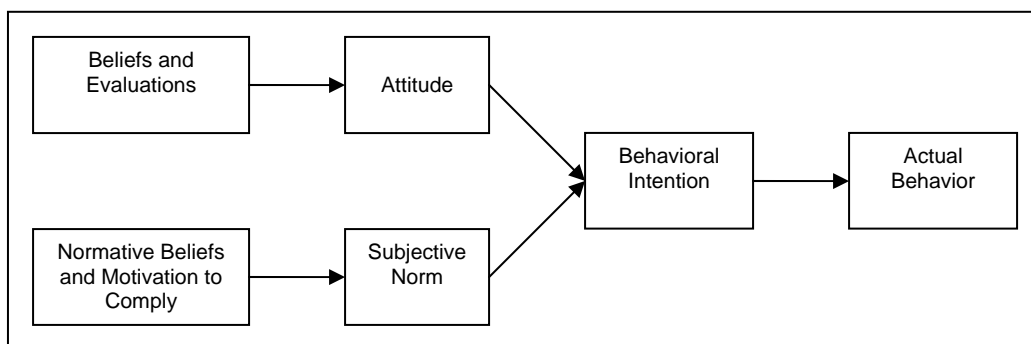 Beliefs and
Evaluations
Attitude
Behavioral
Intention
Actual
Behavior
Normative Beliefs
and Motivation to
Comply
Subjective
Norm